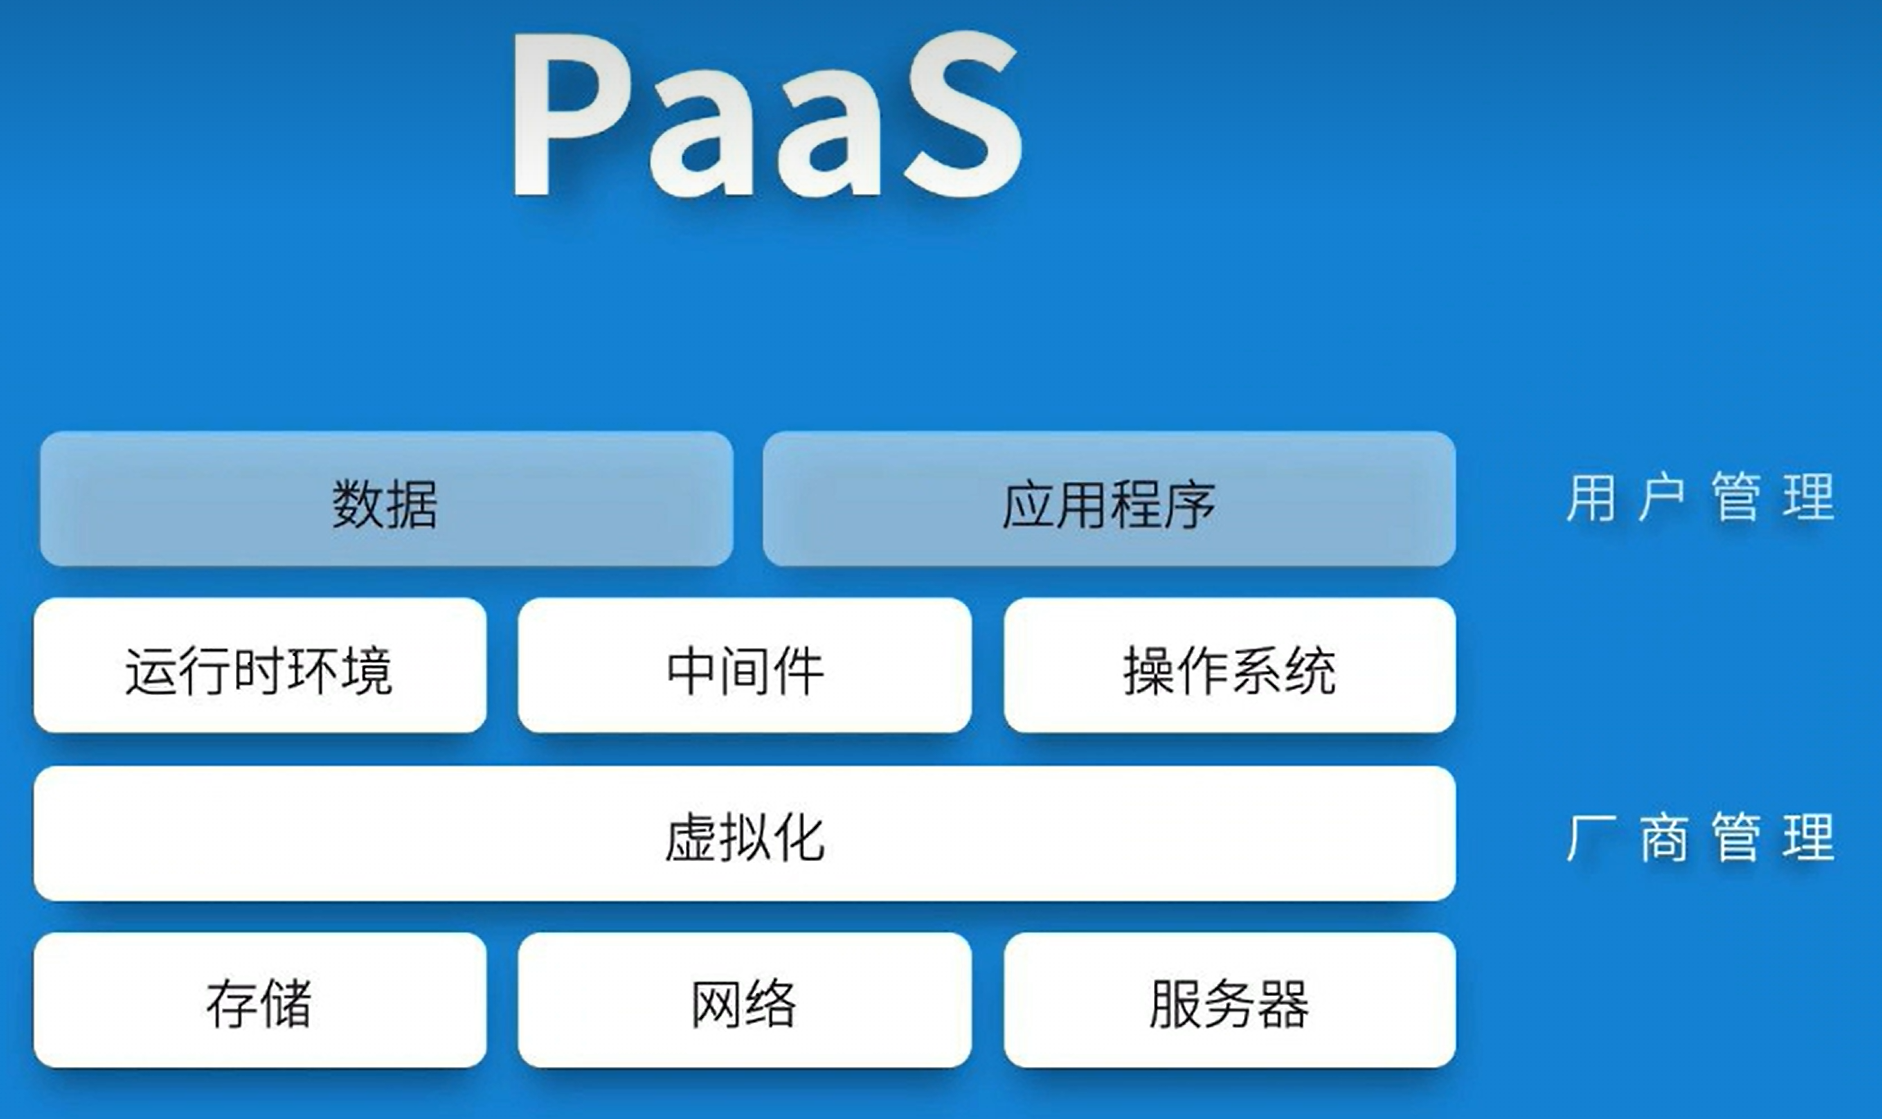 PaaS
数据 应用程序 用户管理
运行时环境 中间件 操作系统
虚拟化 厂商管理
存储 网络 服务器